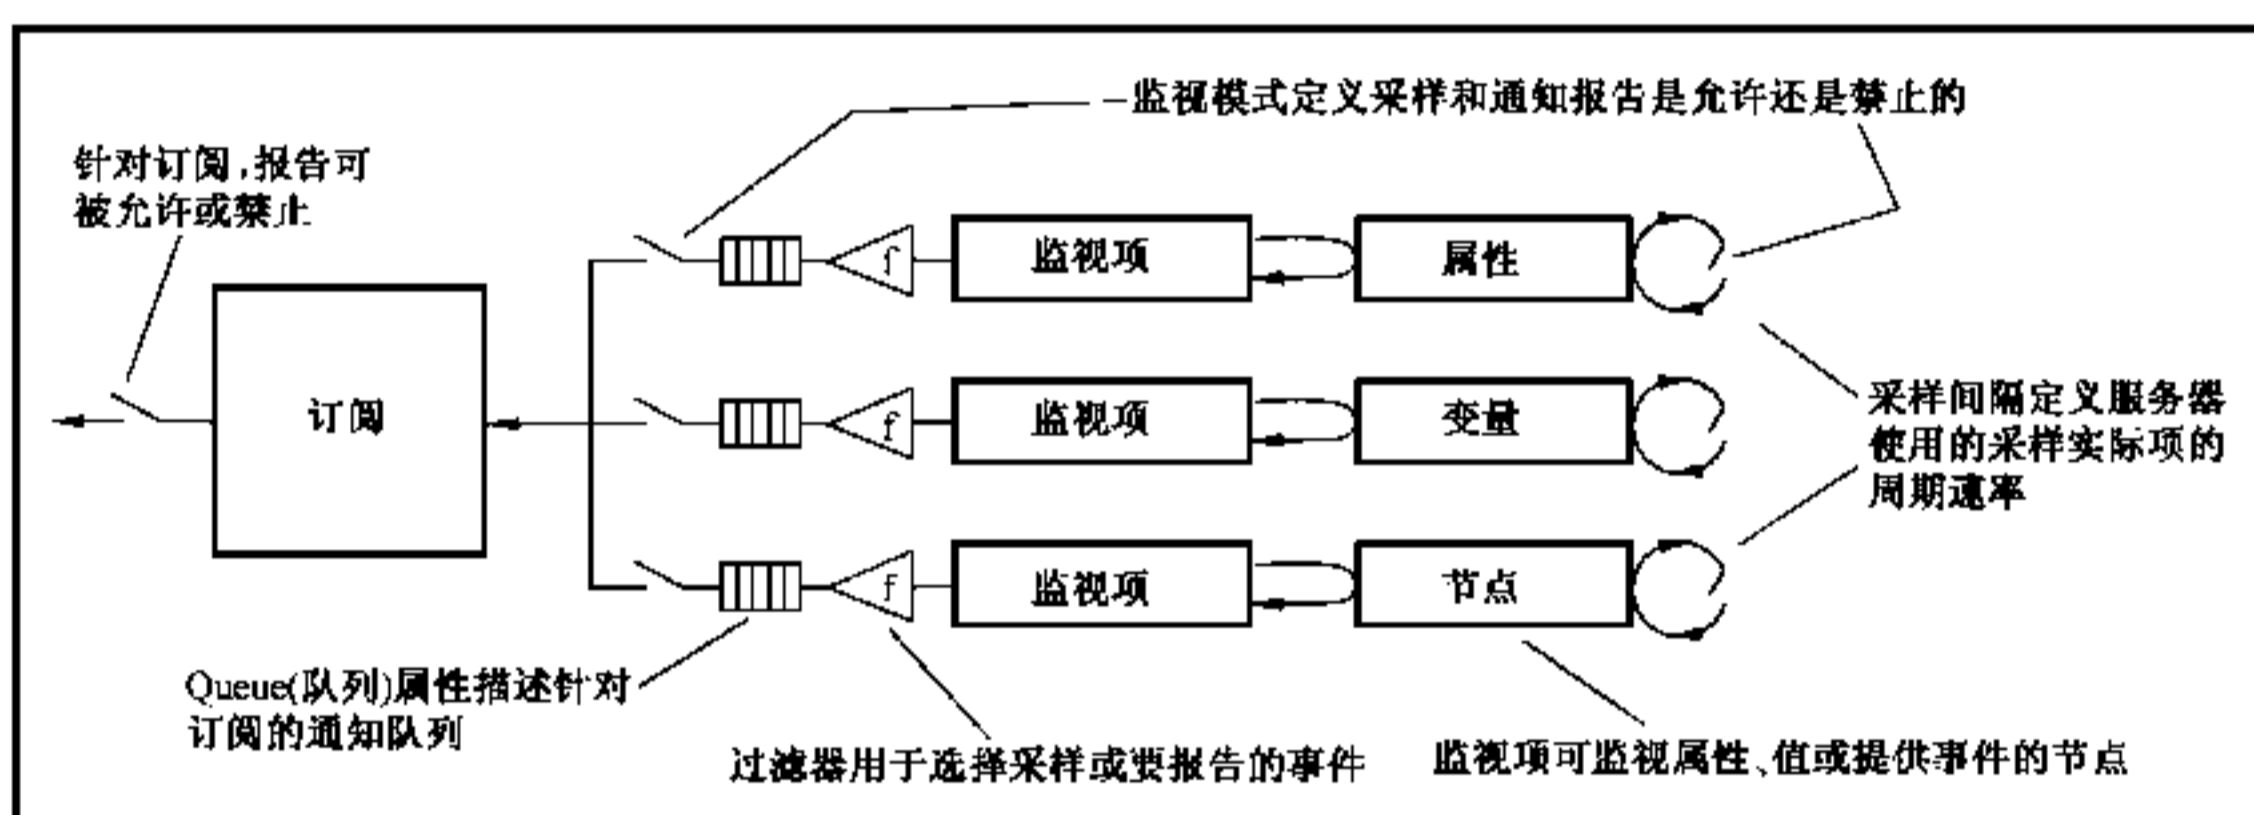 监视模式定义采样和通知报告是允许还是禁止的
针对订阅,报告可
被允许或禁止
监视项
属性
订阅
监视项
变量
采样间隔定义服务器
使用的采样实际项的
周期速率
监视项
节点
f
f
f
Queue(队列)属性描述针对
订阅的通知队列
过滤器用于选择采样或要报告的事件
监视项可监视属性、值或提供事件的节点